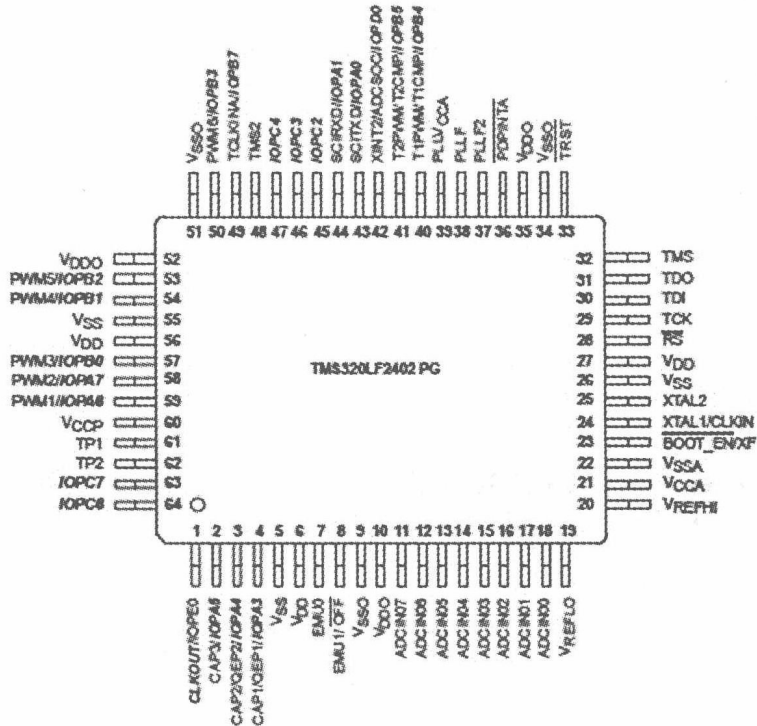 VSSO
PWM6/IOPB3
TCLKINA/IOPB7
TMS2
IOPC4
IOPC3
IOPC2
SCIRXD/IOPA1
SCITXD/IOPA0
XINT2/ADCSOC/IOPD0
T2PWM/T2CMP/IOPB5
T1PWM/T1CMP/IOPB4
PLLVCCA
PLLF
PLLF2
PDPINTA
VDDO
VSSO
TRST
51 50 49 48 47 46 45 44 43 42 41 40 39 38 37 36 35 34 33
VDDO 52
PWM5/IOPB2 53
PWM4/IOPB1 54
VSS 55
VDD 56
PWM3/IOPB0 57
PWM2/IOPA7 58
PWM1/IOPA6 59
VCCP 60
TP1 61
TP2 62
IOPC7 63
IOPC6 64
TMS320LF2402 PG
32 TMS
31 TDO
30 TDI
29 TCK
28 RS
27 VDD
26 VSS
25 XTAL2
24 XTAL1/CLKIN
23 BOOT_EN/XF
22 VSSA
21 VCCA
20 VREFHI
1 2 3 4 5 6 7 8 9 10 11 12 13 14 15 16 17 18 19
CLKOUT/IOPE0
CAP3/IOPA5
CAP2/QEP2/IOPA4
CAP1/QEP1/IOPA3
VSS
VDD
EMU0
EMU1/OFF
VSSO
VDDO
ADCIN07
ADCIN06
ADCIN05
ADCIN04
ADCIN03
ADCIN02
ADCIN01
ADCIN00
VREFLO